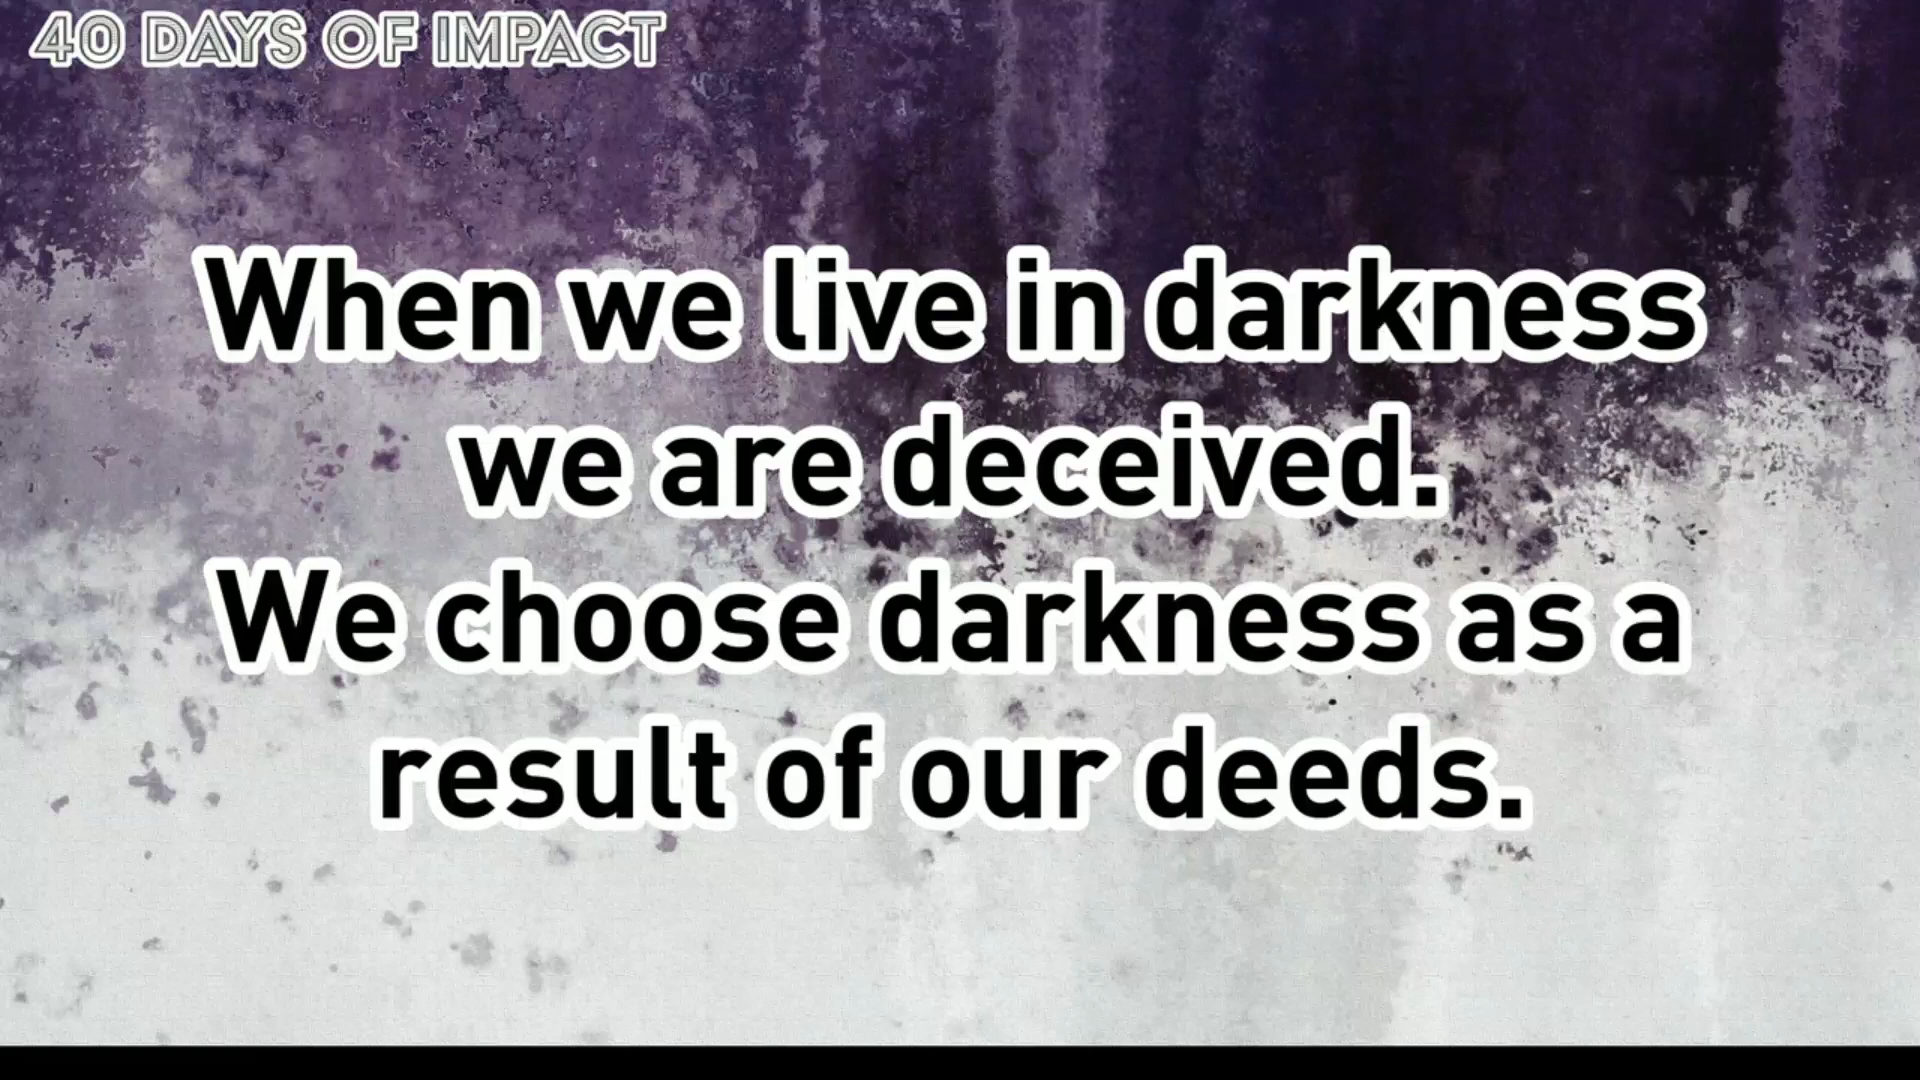 40 DAYS OF IMPACT
When we live in darkness
we are deceived.
We choose darkness as a
result of our deeds.